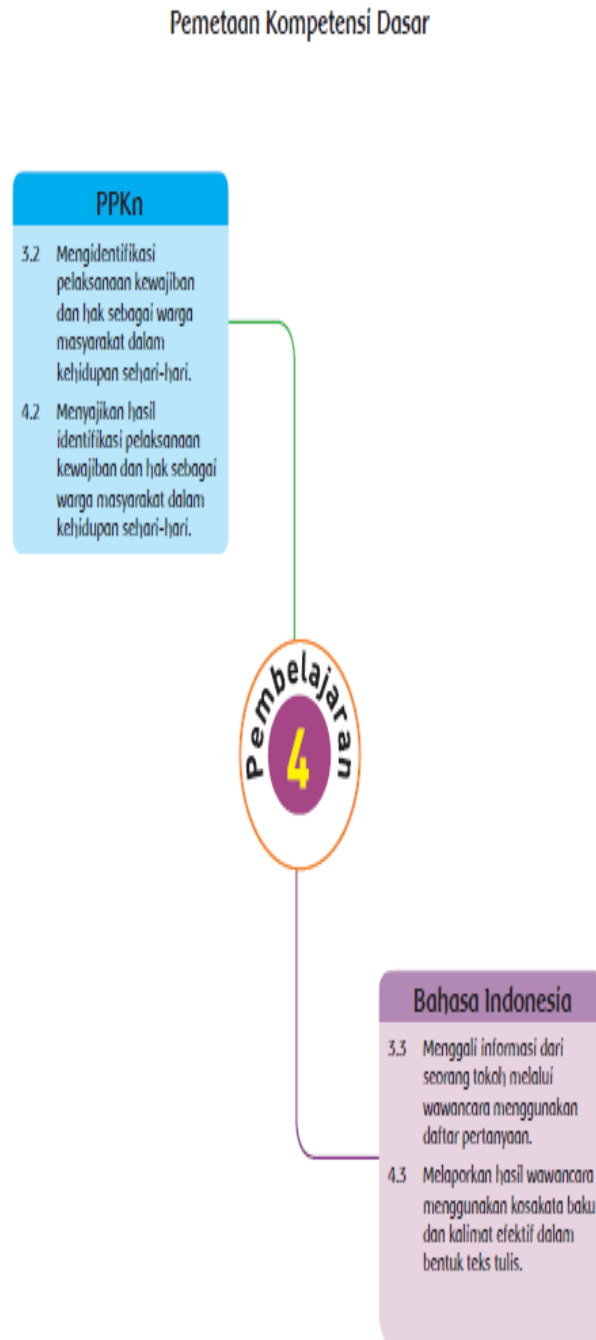 Pemetaan Kompetensi Dasar
PPKn
3.2 Mengidentifikasi
pelaksanaan kewajiban
dan hak sebagai warga
masyarakat dalam
kehidupan sehari-hari.
4.2 Menyajikan hasil
identifikasi pelaksanaan
kewajiban dan hak sebagai
warga masyarakat dalam
kehidupan sehari-hari.
Pembelajaran
4
Bahasa Indonesia
3.3 Menggali informasi dari
seorang tokoh melalui
wawancara menggunakan
daftar pertanyaan.
4.3 Melaporkan hasil wawancara
menggunakan kosakata baku
dan kalimat efektif dalam
bentuk teks tulis.